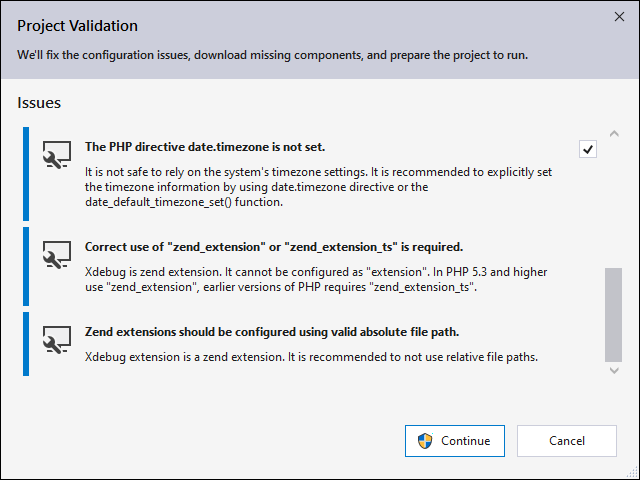 Project Validation
We'll fix the configuration issues, download missing components, and prepare the project to run.
Issues
The PHP directive date.timezone is not set.
It is not safe to rely on the system's timezone settings. It is recommended to explicitly set
the timezone information by using date.timezone directive or the
date_default_timezone_set() function.
Correct use of "zend_extension" or "zend_extension_ts" is required.
Xdebug is zend extension. It cannot be configured as "extension". In PHP 5.3 and higher
use "zend_extension", earlier versions of PHP requires "zend_extension_ts".
Zend extensions should be configured using valid absolute file path.
Xdebug extension is a zend extension. It is recommended to not use relative file paths.
Continue
Cancel